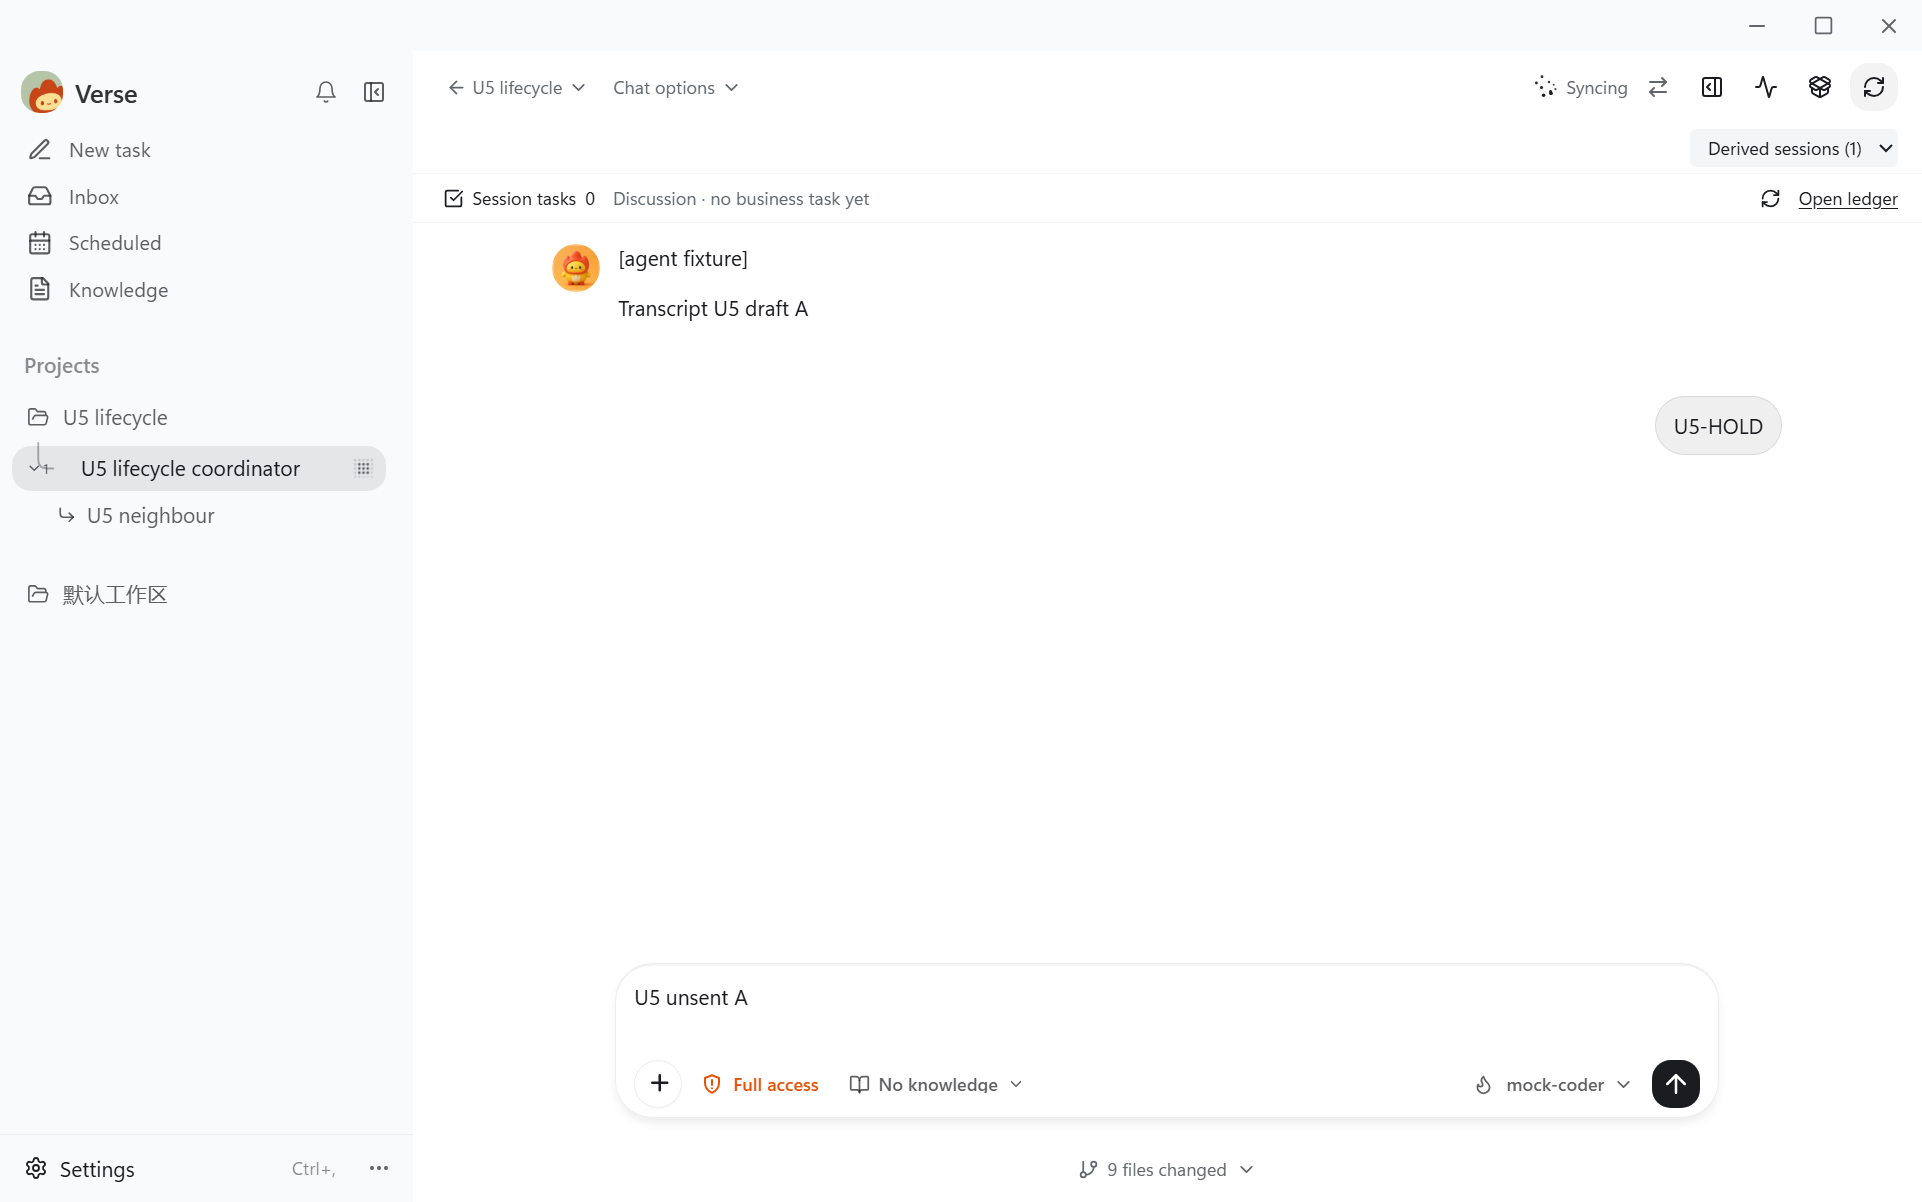 Verse
New task
Inbox
Scheduled
Knowledge
Projects
U5 lifecycle
1
U5 lifecycle coordinator
U5 neighbour
默认工作区
Settings
Ctrl+,
U5 lifecycle
Chat options
Syncing
Derived sessions (1)
Session tasks 0
Discussion · no business task yet
Open ledger
[agent fixture]
Transcript U5 draft A
U5-HOLD
U5 unsent A
Full access
No knowledge
mock-coder
9 files changed